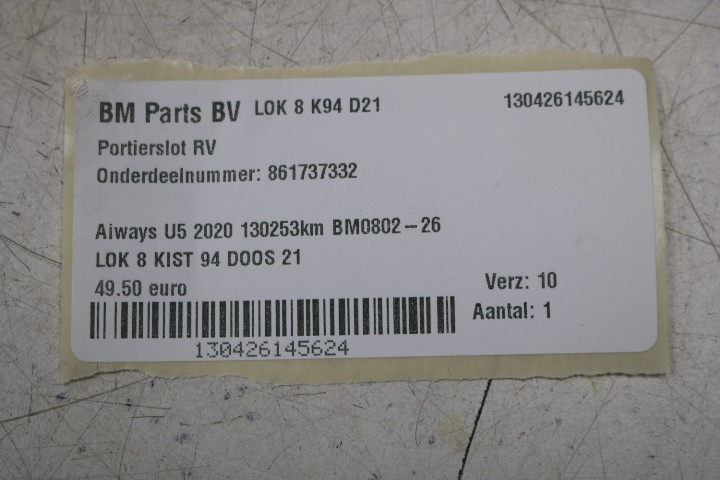 BM Parts BV LOK 8 K94 D21 130426145624
Portierslot RV
Onderdeelnummer: 861737332
Aiways U5 2020 130253km BM0802-26
LOK 8 KIST 94 DOOS 21
49.50 euro Verz: 10
Aantal: 1
130426145624